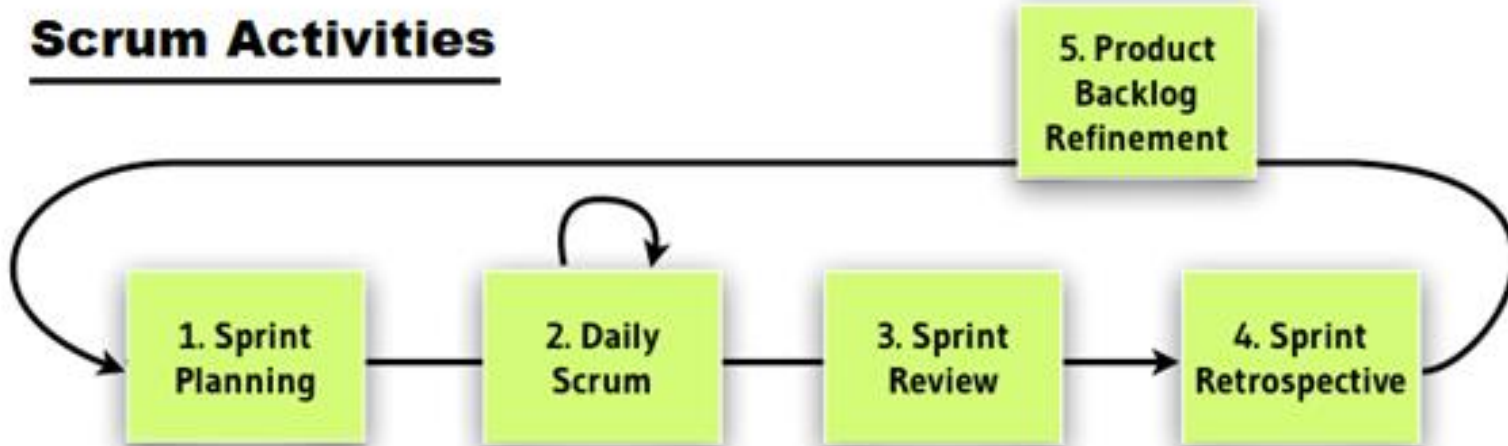 Scrum Activities
5. Product
Backlog
Refinement
1. Sprint
Planning
2. Daily
Scrum
3. Sprint
Review
4. Sprint
Retrospective